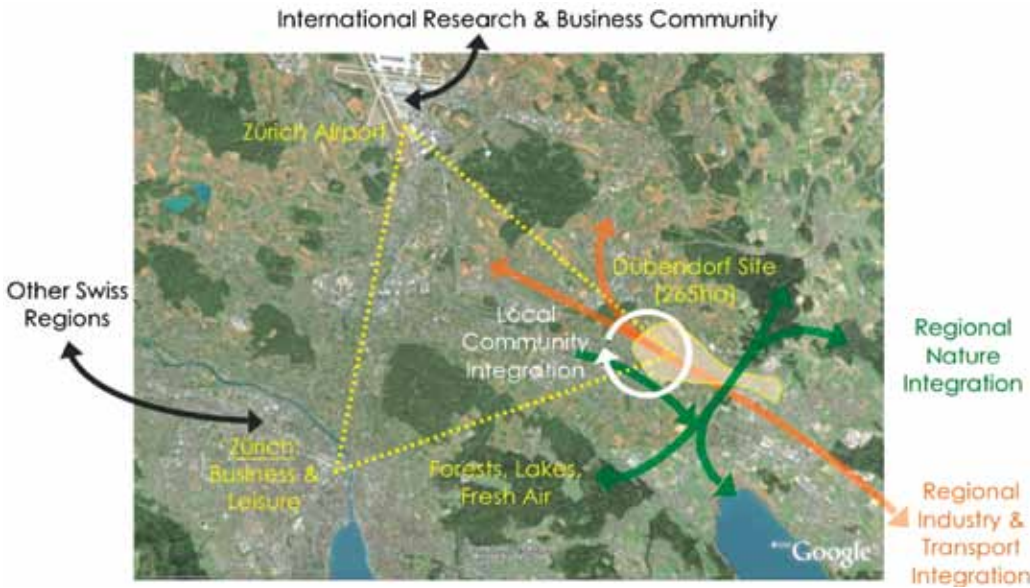 International Research & Business Community
Zürich Airport
Dübendorf Site
(265ha)
Other Swiss
Regions
Local
Community
Integration
Regional
Nature
Integration
Zürich
Business &
Leisure
Forests, Lakes,
Fresh Air
Regional
Industry &
Transport
Integration
Google